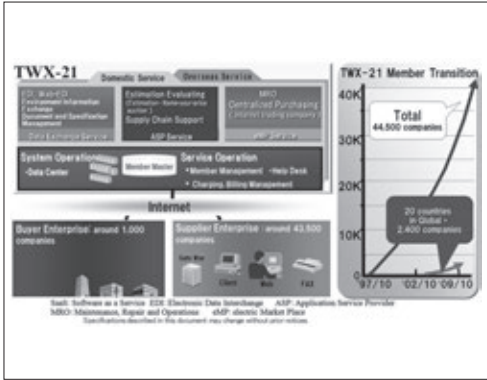 TWX-21
Domestic Service
Overseas Service
EDI, Web-EDI
Environment Information
Exchange
Document and Specification
Management
Data Exchange Service
Estimation Evaluating
Supply Chain Support
ASP Service
MRO
Centralized Purchasing
(Internet trading company)
eMP Service
System Operation
•Data Center
Member Master
Service Operation
•Member Management •Help Desk
•Charging, Billing Management
Internet
Buyer Enterprise: around 1,000
companies
Supplier Enterprise: around 43,500
companies
Client
Web
FAX
TWX-21 Member Transition
40K
30K
20K
10K
0
Total
44,500 companies
20 countries
in Global -
2,400 companies
'97/10
'02/10
'09/10
SaaS: Software as a Service EDI: Electronic Data Interchange ASP: Application Service Provider
MRO: Maintenance, Repair and Operations eMP: electric Market Place
Specifications described in this document may change without prior notices.